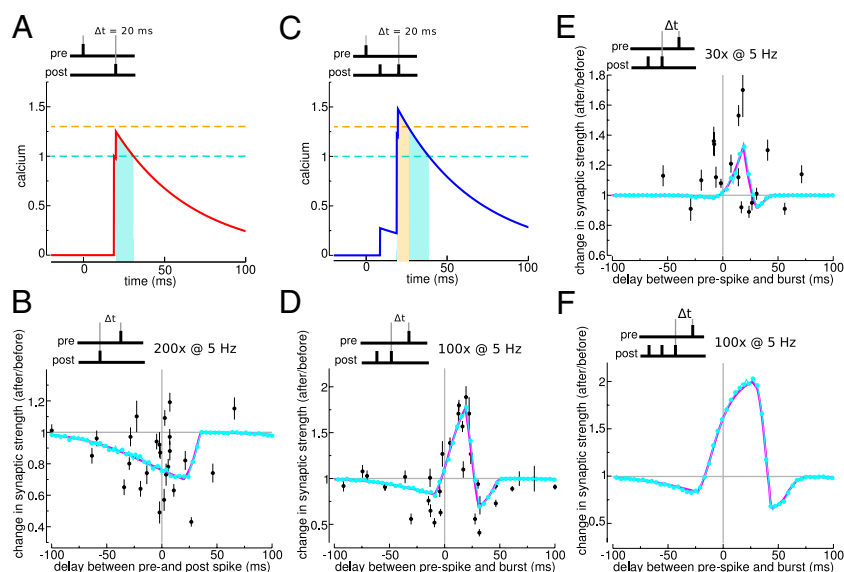 A
Δt = 20 ms
pre
post
calcium
1.5
1
0.5
0
0
50
100
time (ms)
C
Δt = 20 ms
pre
post
calcium
1.5
1
0.5
0
0
50
100
time (ms)
E
Δt
pre
post
30x @ 5 Hz
change in synaptic strength (after/before)
1.8
1.6
1.4
1.2
1.0
0.8
0.6
-100
-50
0
50
100
delay between pre-spike and burst (ms)
B
Δt
pre
post
200x @ 5 Hz
change in synaptic strength (after/before)
1.2
1
0.8
0.6
0.4
-100
-50
0
50
100
delay between pre-and post spike (ms)
D
Δt
pre
post
100x @ 5 Hz
change in synaptic strength (after/before)
2
1.5
1
0.5
-100
-50
0
50
100
delay between pre-spike and burst (ms)
F
Δt
pre
post
100x @ 5 Hz
change in synaptic strength (after/before)
2
1.5
1
0.5
-100
-50
0
50
100
delay between pre-spike and burst (ms)